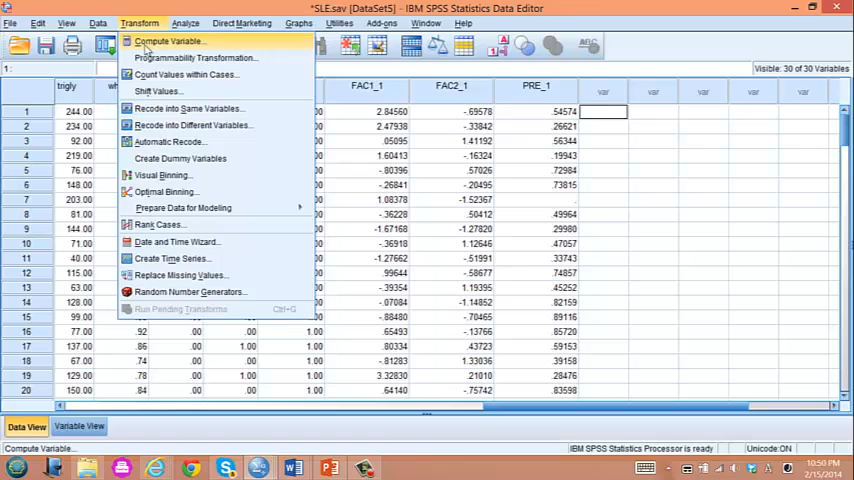 *SLE.sav [DataSet5] - IBM SPSS Statistics Data Editor
File Edit View Data Transform Analyze Direct Marketing Graphs Utilities Add-ons Window Help
1 : Visible: 30 of 30 Variables
Compute Variable...
Programmability Transformation...
Count Values within Cases...
Shift Values...
Recode into Same Variables...
Recode into Different Variables...
Automatic Recode...
Create Dummy Variables
Visual Binning...
Optimal Binning...
Prepare Data for Modeling
Rank Cases...
Date and Time Wizard...
Create Time Series...
Replace Missing Values...
Random Number Generators...
Run Pending Transforms Ctrl+G
trigly wh FAC1_1 FAC2_1 PRE_1 var var var var var
1 244.00 2.84560 -.69578 .54574
2 234.00 2.47938 -.33842 .26621
3 92.00 .05095 1.41192 .56344
4 219.00 1.60413 -.16324 .19943
5 76.00 -.80396 .57026 .72984
6 148.00 -.26841 -.20495 .73815
7 203.00 1.08378 -1.52367 .
8 81.00 -.36228 .50412 .49964
9 144.00 -1.67168 -1.27820 .29980
10 71.00 -.36918 1.12646 .47057
11 40.00 -1.27662 -.51991 .33743
12 115.00 .99644 -.58677 .74857
13 63.00 -.39354 1.19395 .45252
14 128.00 -.07084 -1.14852 .82159
15 99.00 -.88480 -.70465 .89116
16 77.00 .92 .00 .00 1.00 .65493 -.13766 .85720
17 137.00 .86 .00 1.00 1.00 .80334 .43723 .59153
18 67.00 .74 .00 .00 1.00 -.81283 1.33036 .39158
19 129.00 .78 .00 1.00 1.00 3.32830 .21010 .28476
20 150.00 .84 .00 .00 1.00 .64140 -.75742 .83598
Data View Variable View
Compute Variable... IBM SPSS Statistics Processor is ready Unicode:ON
10:50 PM
2/15/2014